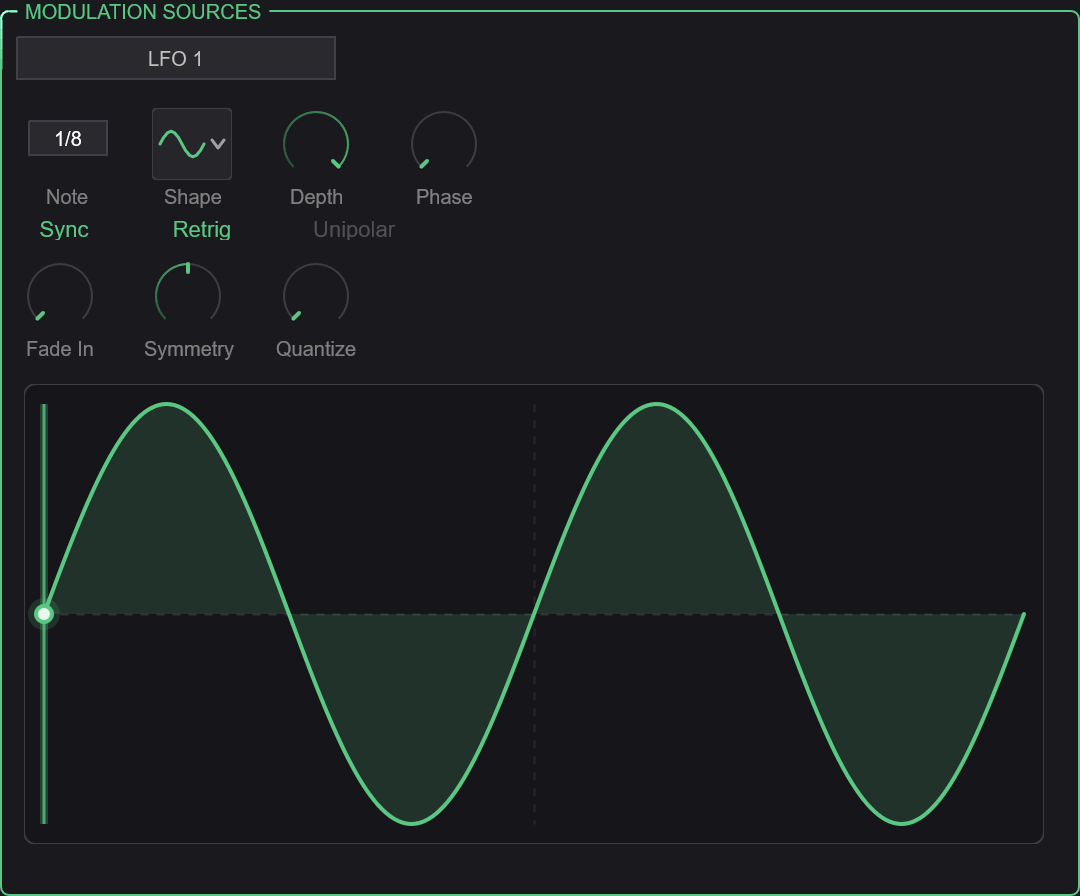 MODULATION SOURCES
LFO 1
1/8
Note Shape Depth Phase
Sync Retrig Unipolar
Fade In Symmetry Quantize